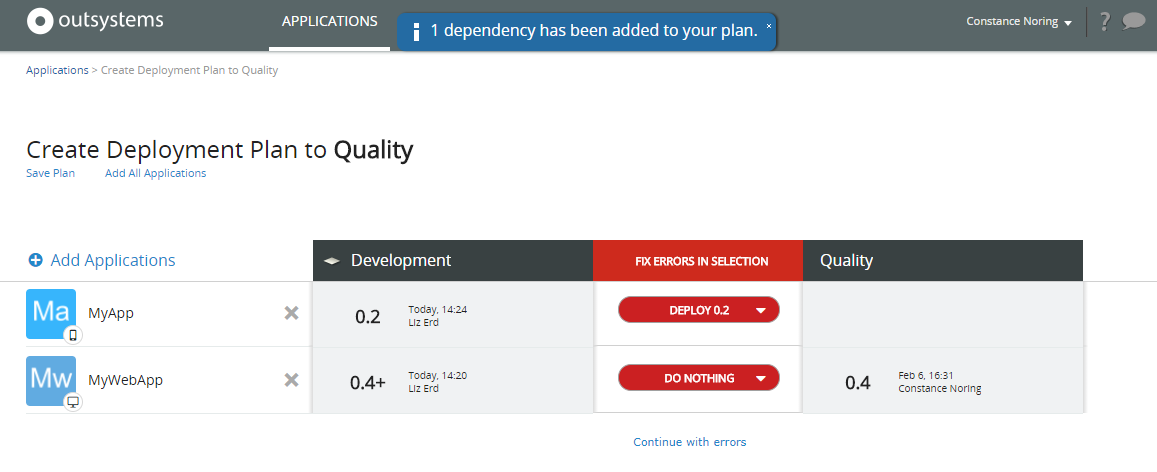 outsystems
APPLICATIONS
1 dependency has been added to your plan. ×
Constance Noring
?
Applications > Create Deployment Plan to Quality
Create Deployment Plan to Quality
Save Plan Add All Applications
Add Applications
Development
FIX ERRORS IN SELECTION
Quality
Ma
MyApp
0.2
Today, 14:24
Liz Erd
DEPLOY 0.2
Mw
MyWebApp
0.4+
Today, 14:20
Liz Erd
DO NOTHING
0.4
Feb 6, 16:31
Constance Noring
Continue with errors